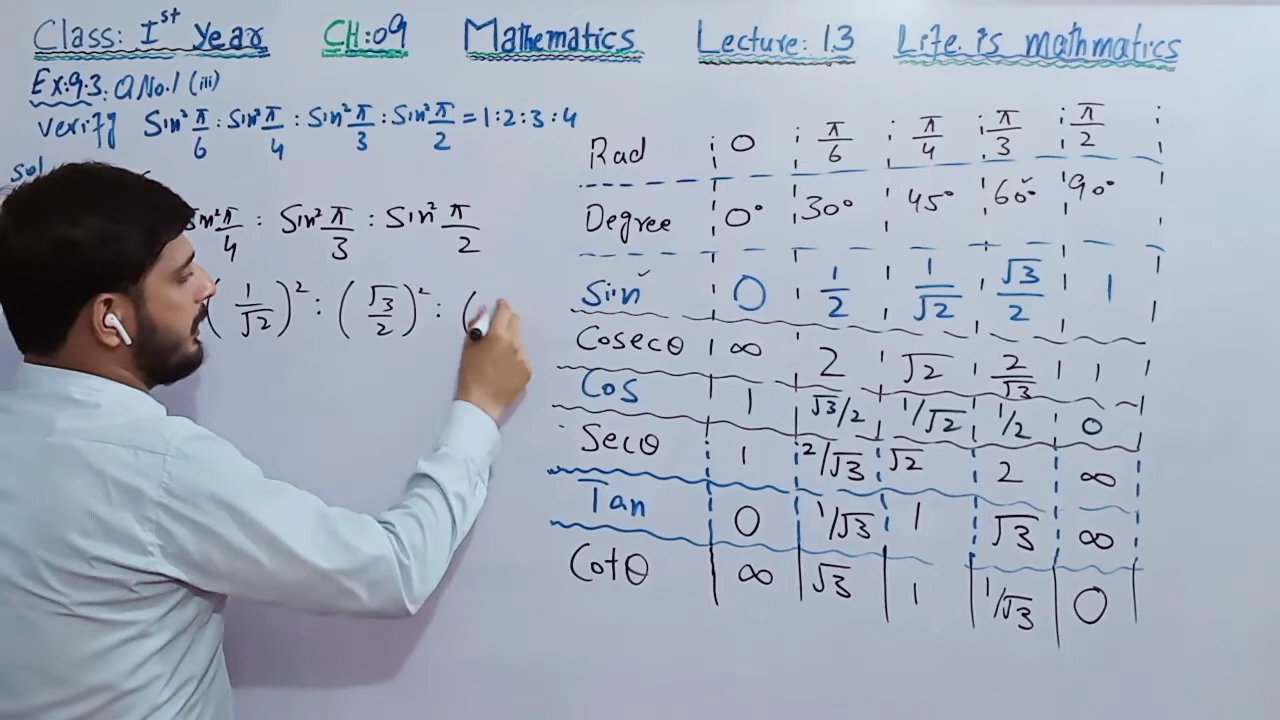 Class: Ist Year CH:09 Mathematics Lecture: 13 Life is mathmatics
Ex:9.3. Q No.1 (iii)
verify Sin² π/6 : Sin² π/4 : Sin² π/3 : Sin² π/2 = 1:2:3:4
Sol
Sin² π/4 : Sin² π/3 : Sin² π/2
(1/√2)² : (√3/2)² : (
Rad 0 π/6 π/4 π/3 π/2
Degree 0° 30° 45° 60° 90°
Sin 0 1/2 1/√2 √3/2 1
Cosecθ ∞ 2 √2 2/√3 1
Cos 1 √3/2 1/√2 1/2 0
Secθ 1 2/√3 √2 2 ∞
Tan 0 1/√3 1 √3 ∞
Cotθ ∞ √3 1 1/√3 0